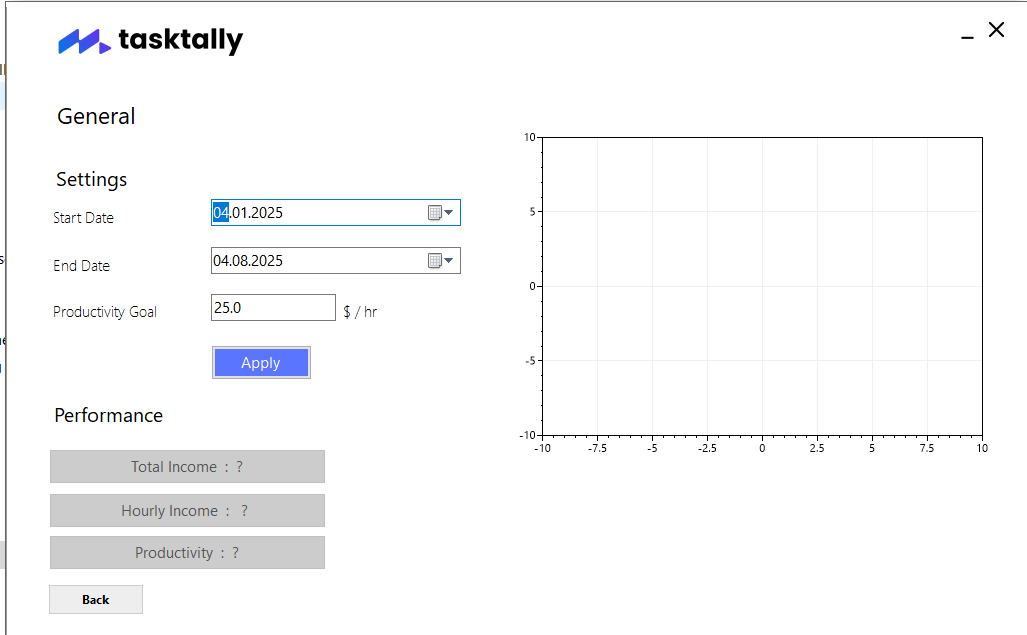 tasktally
General
Settings
Start Date 04.01.2025
End Date 04.08.2025
Productivity Goal 25.0 $ / hr
Apply
Performance
Total Income : ?
Hourly Income : ?
Productivity : ?
Back
10
5
0
-5
-10
-10 -7.5 -5 -2.5 0 2.5 5 7.5 10